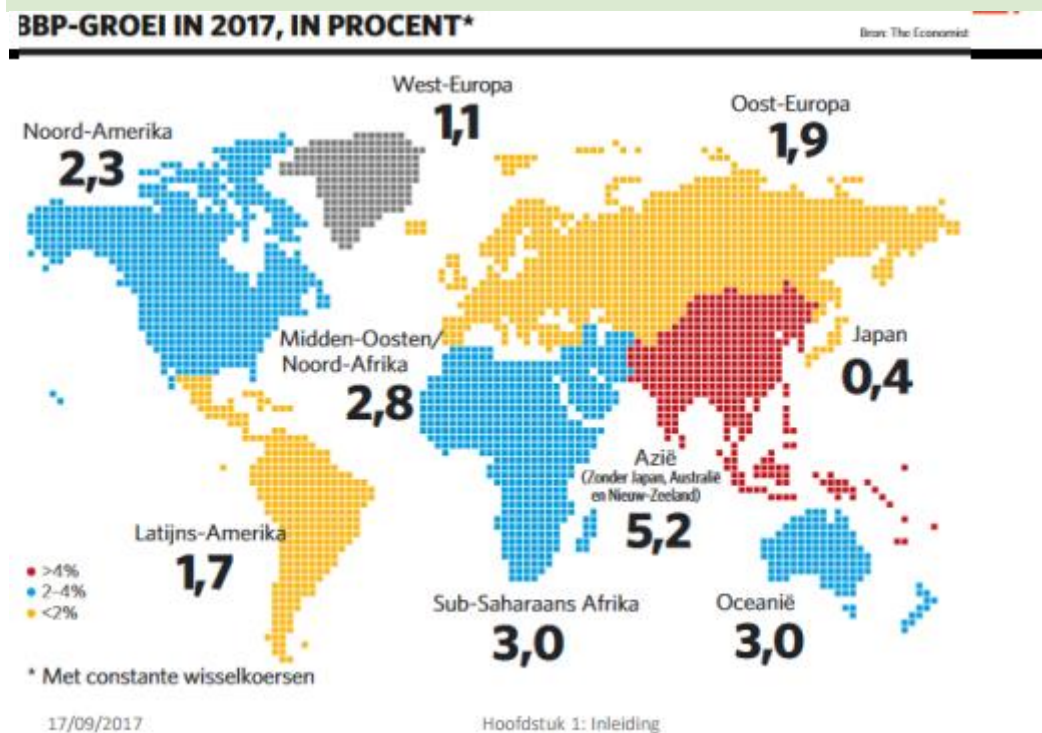 BBP-GROEI IN 2017, IN PROCENT*
Bron: The Economist
West-Europa
1,1
Oost-Europa
1,9
Noord-Amerika
2,3
Midden-Oosten/
Noord-Afrika
2,8
Japan
0,4
Azië
(Zonder Japan, Australië
en Nieuw-Zeeland)
5,2
Latijns-Amerika
1,7
>4%
2-4%
<2%
Sub-Saharaans Afrika
3,0
Oceanië
3,0
* Met constante wisselkoersen
17/09/2017
Hoofdstuk 1: Inleiding